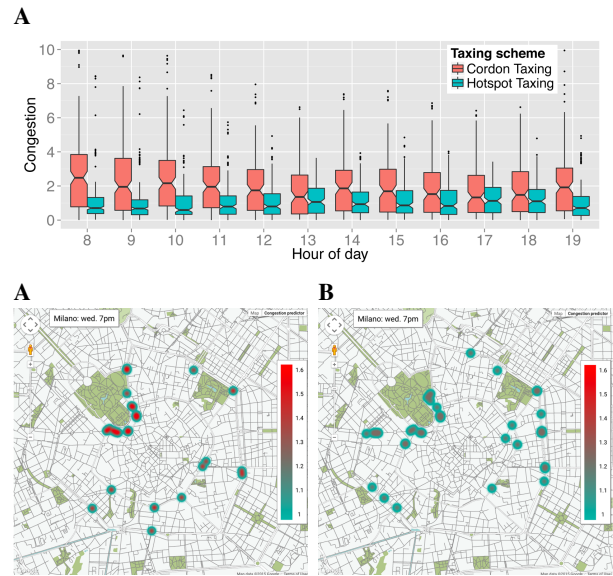 A
Taxing scheme
Cordon Taxing
Hotspot Taxing
Congestion
10
8
6
4
2
0
8 9 10 11 12 13 14 15 16 17 18 19
Hour of day
A
B
Milano: wed. 7pm
Map Congestion predictor
1.6
1.5
1.4
1.3
1.2
1.1
1
Milano: wed. 7pm
Map Congestion predictor
1.6
1.5
1.4
1.3
1.2
1.1
1